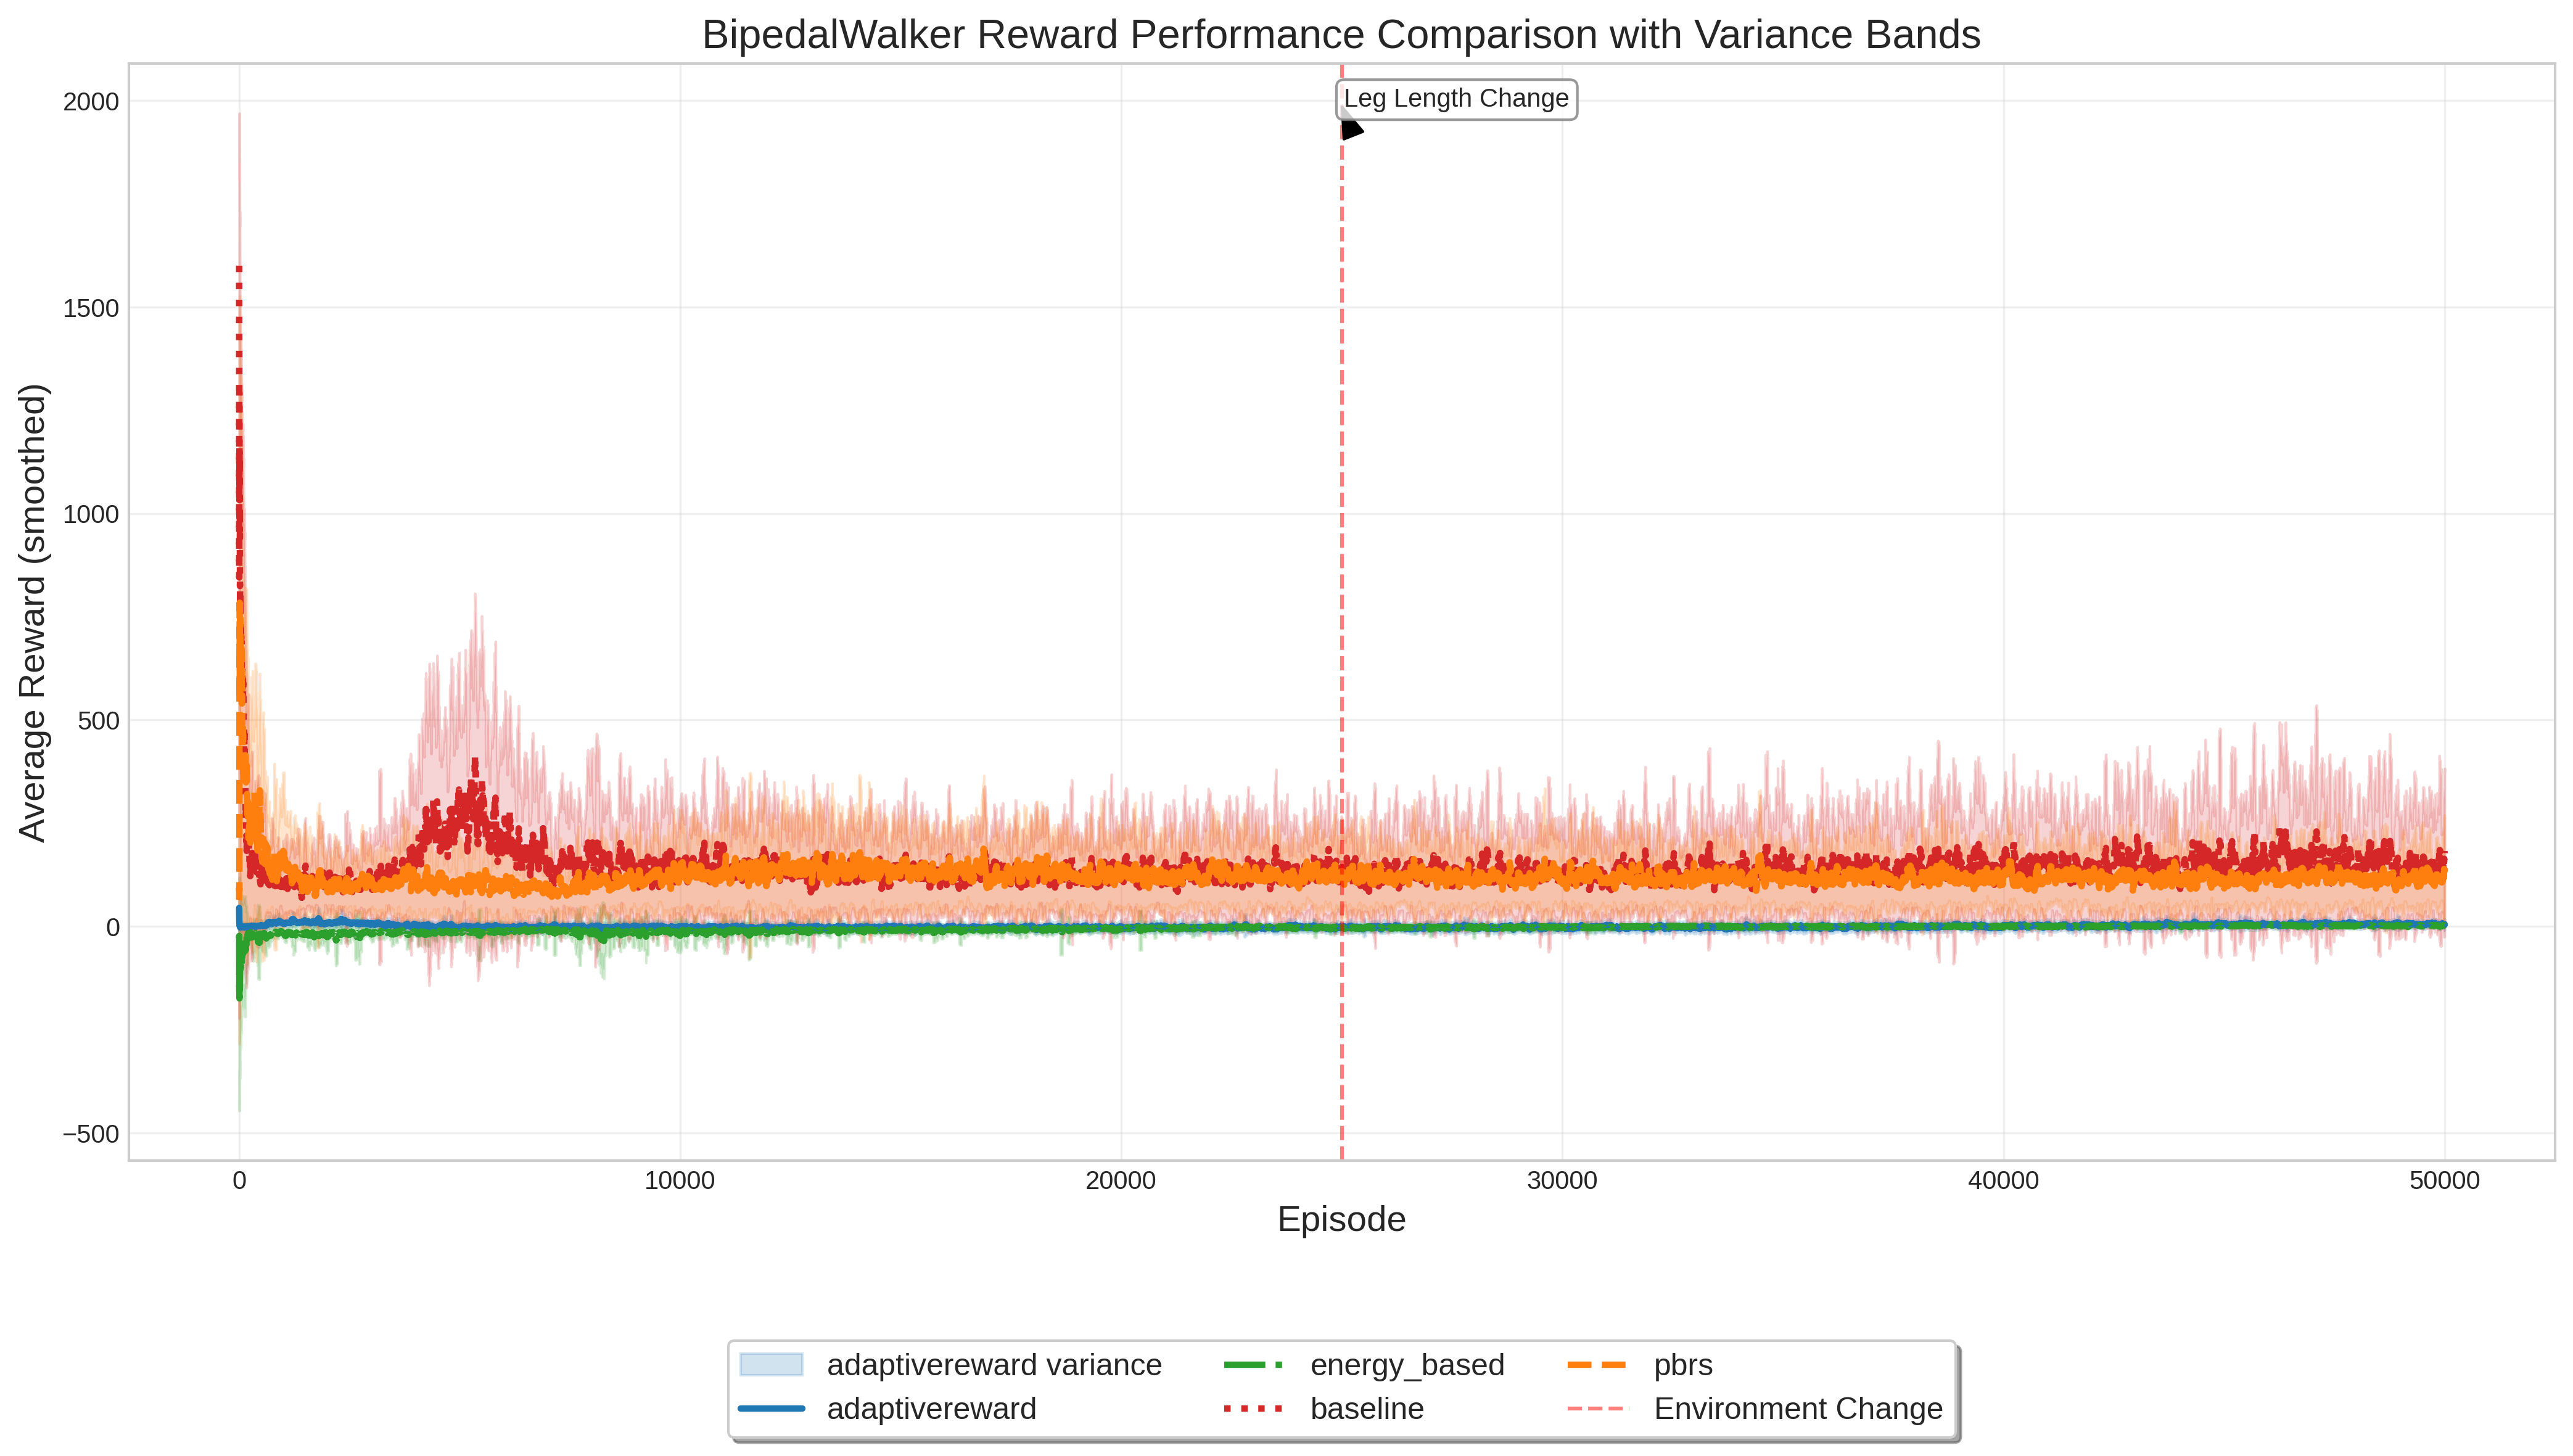 BipedalWalker Reward Performance Comparison with Variance Bands
Leg Length Change
Average Reward (smoothed)
2000
1500
1000
500
0
−500
0
10000
20000
30000
40000
50000
Episode
adaptivereward variance
adaptivereward
energy_based
baseline
pbrs
Environment Change